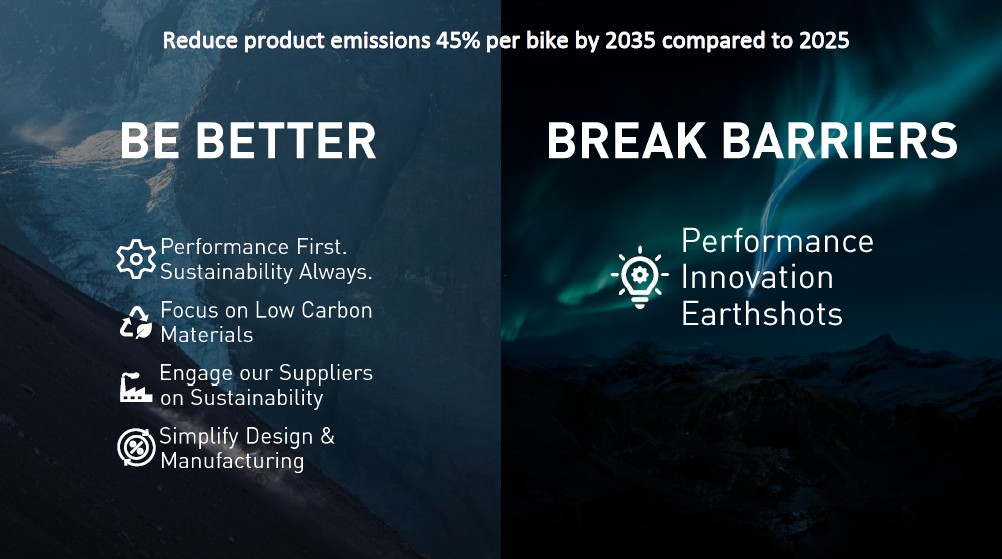 Reduce product emissions 45% per bike by 2035 compared to 2025
BE BETTER
Performance First.
Sustainability Always.
Focus on Low Carbon
Materials
Engage our Suppliers
on Sustainability
Simplify Design &
Manufacturing
BREAK BARRIERS
Performance
Innovation
Earthshots